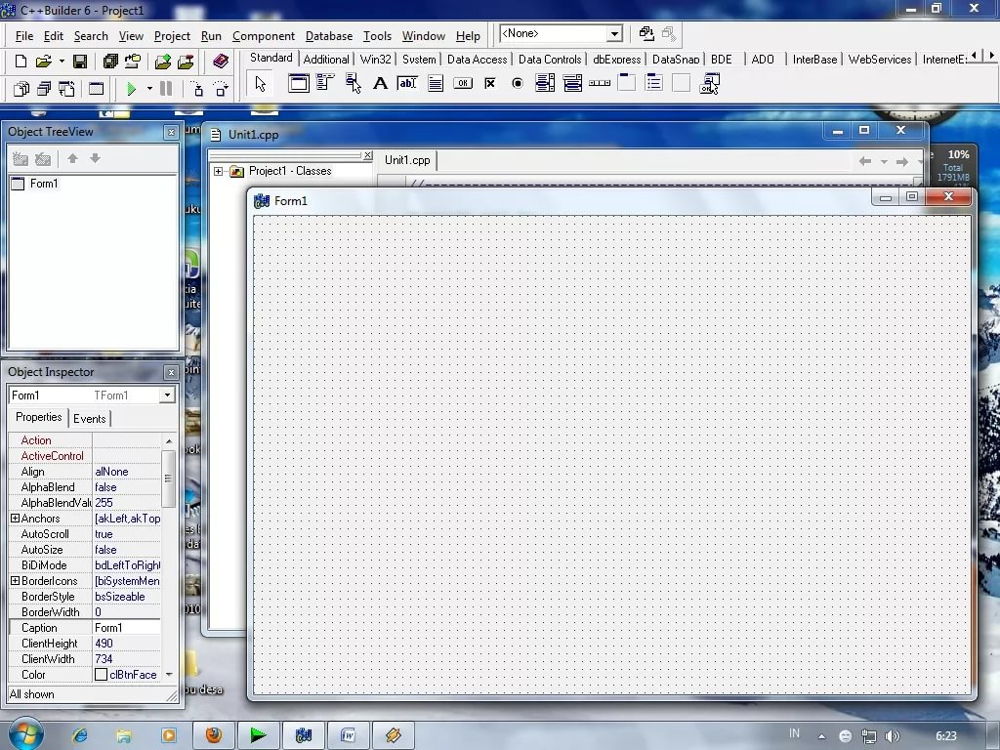 C++Builder 6 - Project1
File Edit Search View Project Run Component Database Tools Window Help
<None>
Standard Additional Win32 System Data Access Data Controls dbExpress DataSnap BDE ADO InterBase WebServices InternetE
A ab OK
Object TreeView
Form1
Unit1.cpp
Project1 - Classes
Unit1.cpp
//
10%
Total
1791MB
Form1
Object Inspector
Form1 TForm1
Properties Events
Action
ActiveControl
Align alNone
AlphaBlend false
AlphaBlendValu 255
Anchors [akLeft,akTop
AutoScroll true
AutoSize false
BiDiMode bdLeftToRight
BorderIcons [biSystemMen
BorderStyle bsSizeable
BorderWidth 0
Caption Form1
ClientHeight 490
ClientWidth 734
Color clBtnFace
All shown
desa
IN
6:23